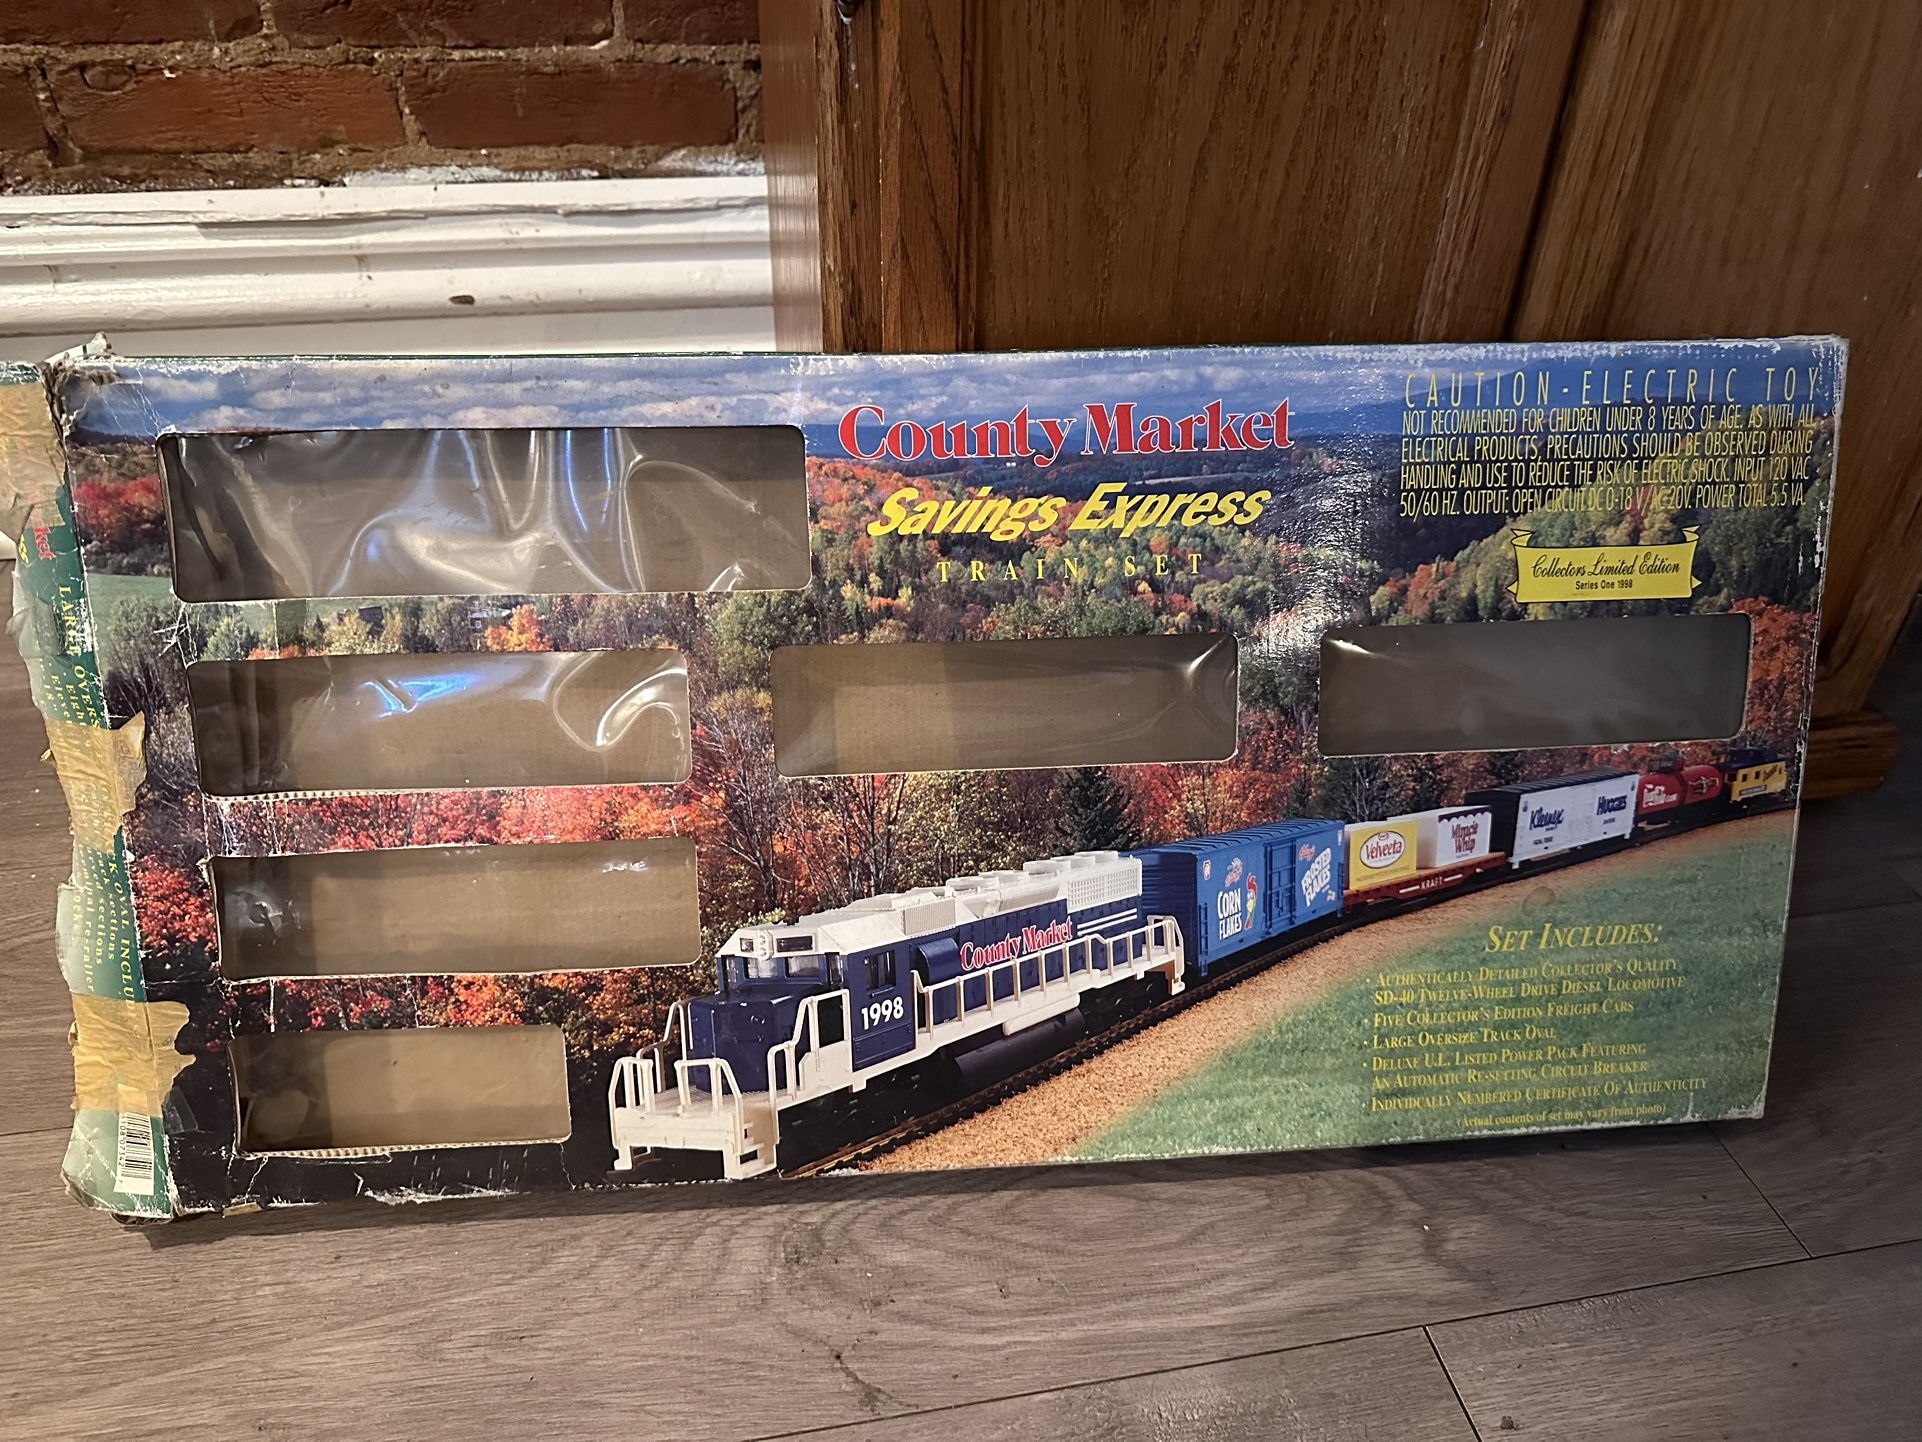 County Market
Savings Express
TRAIN SET
CAUTION - ELECTRIC TOY
NOT RECOMMENDED FOR CHILDREN UNDER 8 YEARS OF AGE. AS WITH ALL
ELECTRICAL PRODUCTS, PRECAUTIONS SHOULD BE OBSERVED DURING
HANDLING AND USE TO REDUCE THE RISK OF ELECTRIC SHOCK. INPUT 120 VAC
50/60 HZ. OUTPUT: OPEN CIRCUIT DC 0-18 V/AC 20V. POWER TOTAL 5.5 VA.
Collectors Limited Edition
Series One 1998
County Market
1998
Kellogg's
CORN
FLAKES
Kellogg's
FROSTED
FLAKES
Velveeta
Miracle
Whip
KRAFT
Kleenex
HUGGIES
SET INCLUDES:
• AUTHENTICALLY DETAILED COLLECTOR'S QUALITY
SD-40 TWELVE-WHEEL DRIVE DIESEL LOCOMOTIVE
• FIVE COLLECTOR'S EDITION FREIGHT CARS
• LARGE OVERSIZE TRACK OVAL
• DELUXE U.L. LISTED POWER PACK FEATURING
AN AUTOMATIC RE-SETTING CIRCUIT BREAKER
• INDIVIDUALLY NUMBERED CERTIFICATE OF AUTHENTICITY
(Actual contents of set may vary from photo)